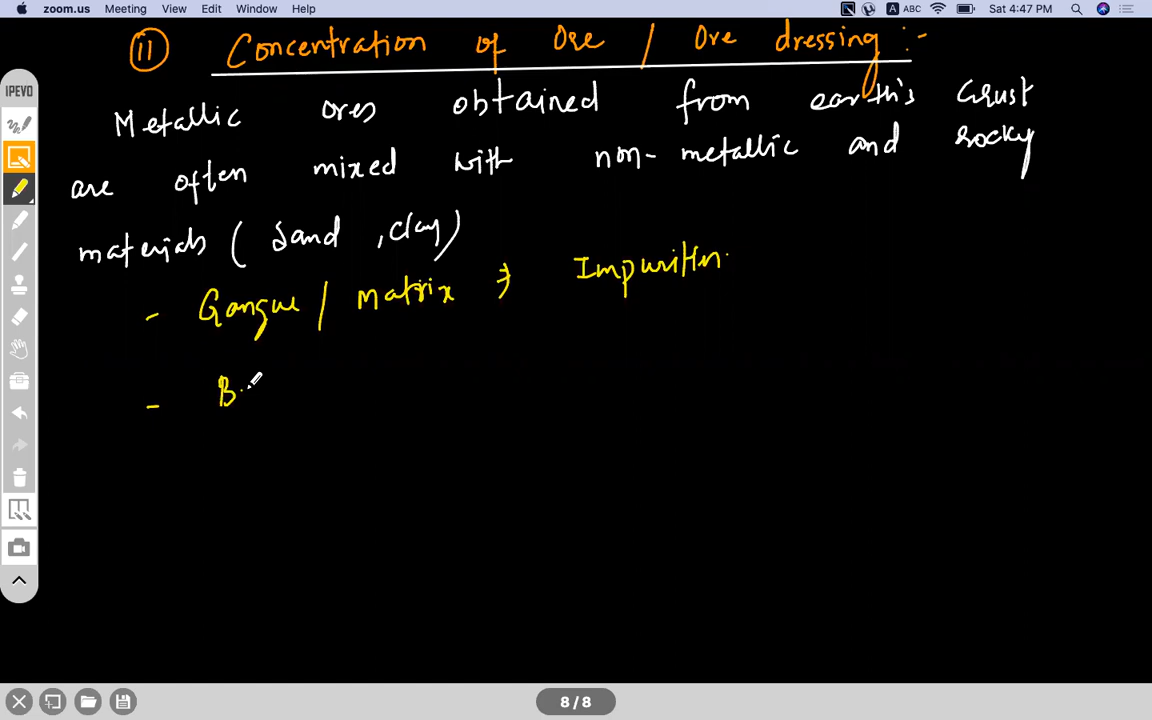 zoom.us Meeting View Edit Window Help A ABC Sat 4:47 PM
IPEVO
(ii) Concentration of Ore / Ore dressing :-
Metallic ores obtained from earth's crust
are often mixed with non-metallic and rocky
materials ( Sand , clay)
- Gangue / Matrix → Impurities.
- B.
8 / 8